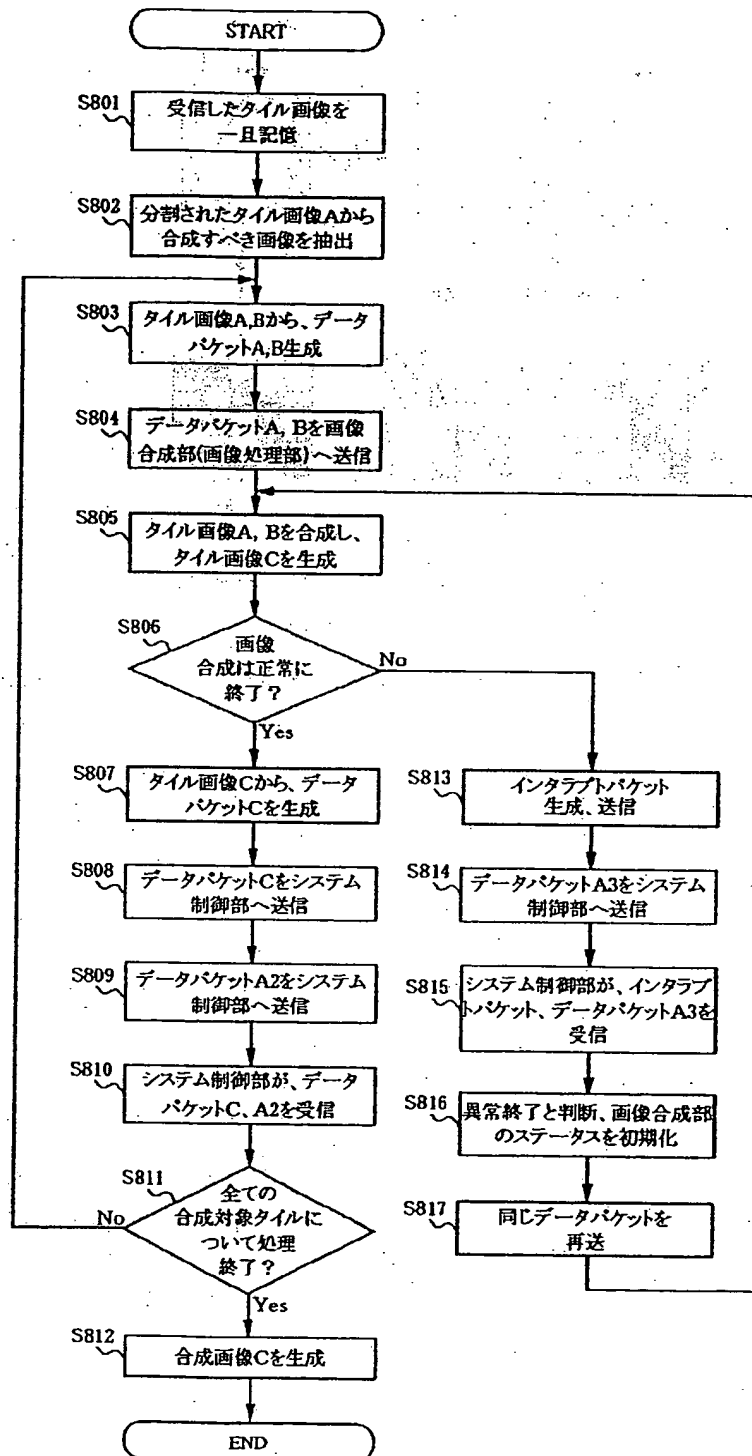 START
S801
受信したタイル画像を
一旦記憶
S802
分割されたタイル画像Aから
合成すべき画像を抽出
S803
タイル画像A,Bから、データ
パケットA,B生成
S804
データパケットA, Bを画像
合成部(画像処理部)へ送信
S805
タイル画像A, Bを合成し、
タイル画像Cを生成
S806
画像
合成は正常に
終了?
No
Yes
S807
タイル画像Cから、データ
パケットCを生成
S808
データパケットCをシステム
制御部へ送信
S809
データパケットA2をシステム
制御部へ送信
S810
システム制御部が、データ
パケットC、A2を受信
S811
全ての
合成対象タイルに
ついて処理
終了?
No
Yes
S812
合成画像Cを生成
END
S813
インタラプトパケット
生成、送信
S814
データパケットA3をシステム
制御部へ送信
S815
システム制御部が、インタラプ
トパケット、データパケットA3を
受信
S816
異常終了と判断、画像合成部
のステータスを初期化
S817
同じデータパケットを
再送